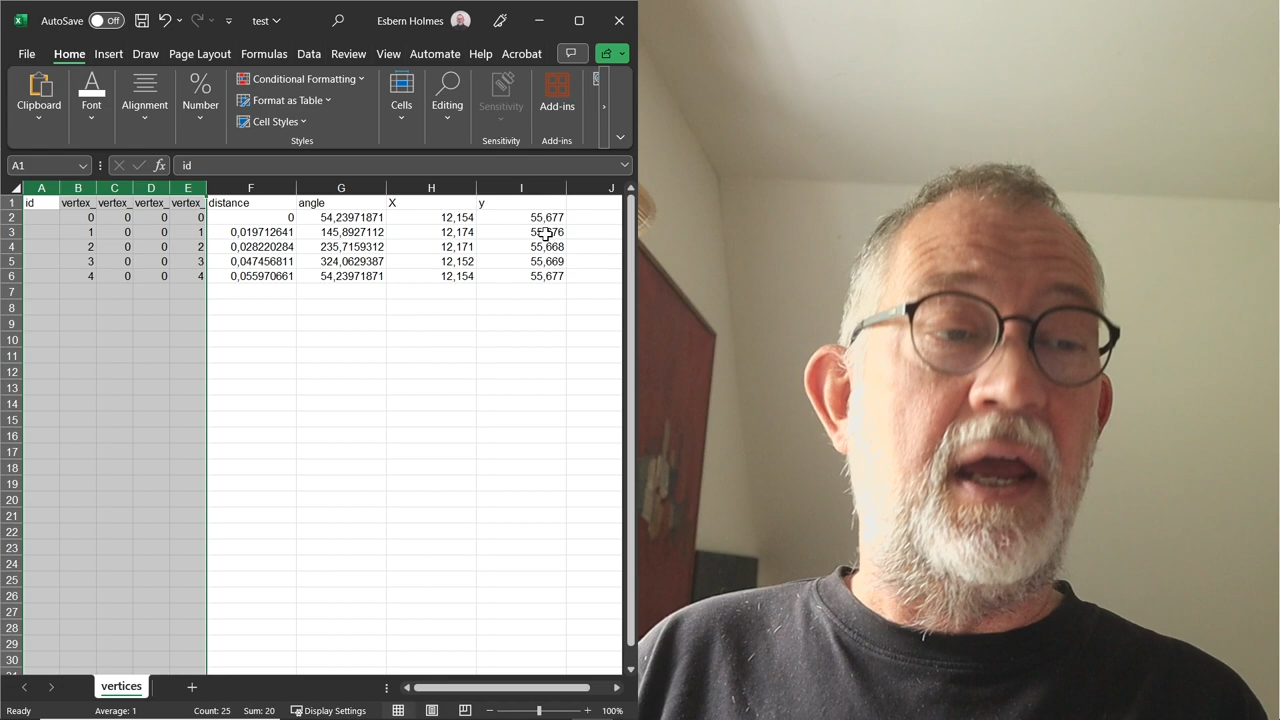 AutoSave Off test Esbern Holmes
File Home Insert Draw Page Layout Formulas Data Review View Automate Help Acrobat
Clipboard Font Alignment Number Conditional Formatting Format as Table Cell Styles Styles Cells Editing Sensitivity Sensitivity Add-ins Add-ins
A1 fx id
A B C D E F G H I J
1 id vertex_ vertex_ vertex_ vertex_ distance angle X y
2 0 0 0 0 0 54,23971871 12,154 55,677
3 1 0 0 1 0,019712641 145,8927112 12,174
4 2 0 0 2 0,028220284 235,7159312 12,171 55,668
5 3 0 0 3 0,047456811 324,0629387 12,152 55,669
6 4 0 0 4 0,055970661 54,23971871 12,154 55,677
7
8
9
10
11
12
13
14
15
16
17
18
19
20
21
22
23
24
25
26
27
28
29
30
vertices
Ready Average: 1 Count: 25 Sum: 20 Display Settings 100%